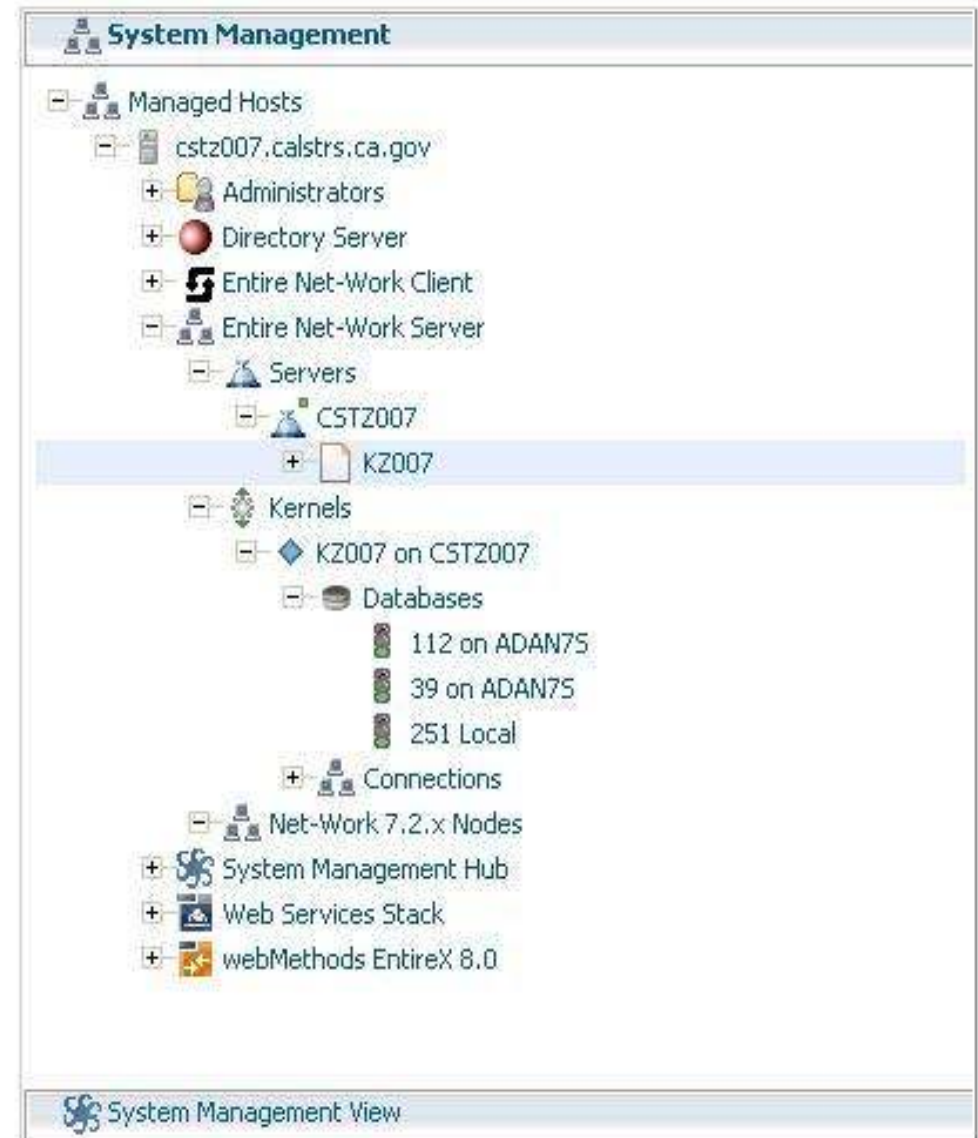 System Management
Managed Hosts
cstz007.calstrs.ca.gov
Administrators
Directory Server
Entire Net-Work Client
Entire Net-Work Server
Servers
CSTZ007
KZ007
Kernels
KZ007 on CSTZ007
Databases
112 on ADAN7S
39 on ADAN7S
251 Local
Connections
Net-Work 7.2.x Nodes
System Management Hub
Web Services Stack
webMethods EntireX 8.0
System Management View